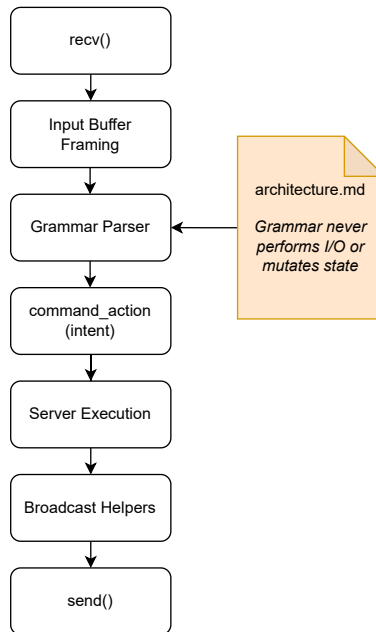 recv()
Input Buffer
Framing
Grammar Parser
architecture.md
Grammar never
performs I/O or
mutates state
command_action
(intent)
Server Execution
Broadcast Helpers
send()